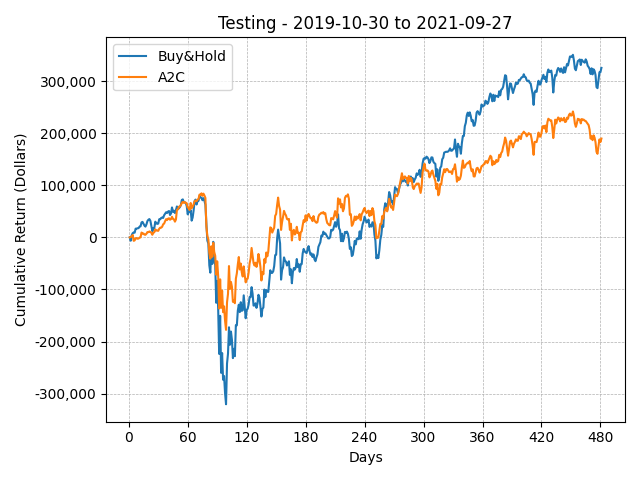 Testing - 2019-10-30 to 2021-09-27
Buy&Hold
A2C
Cumulative Return (Dollars)
300,000
200,000
100,000
0
-100,000
-200,000
-300,000
0 60 120 180 240 300 360 420 480
Days